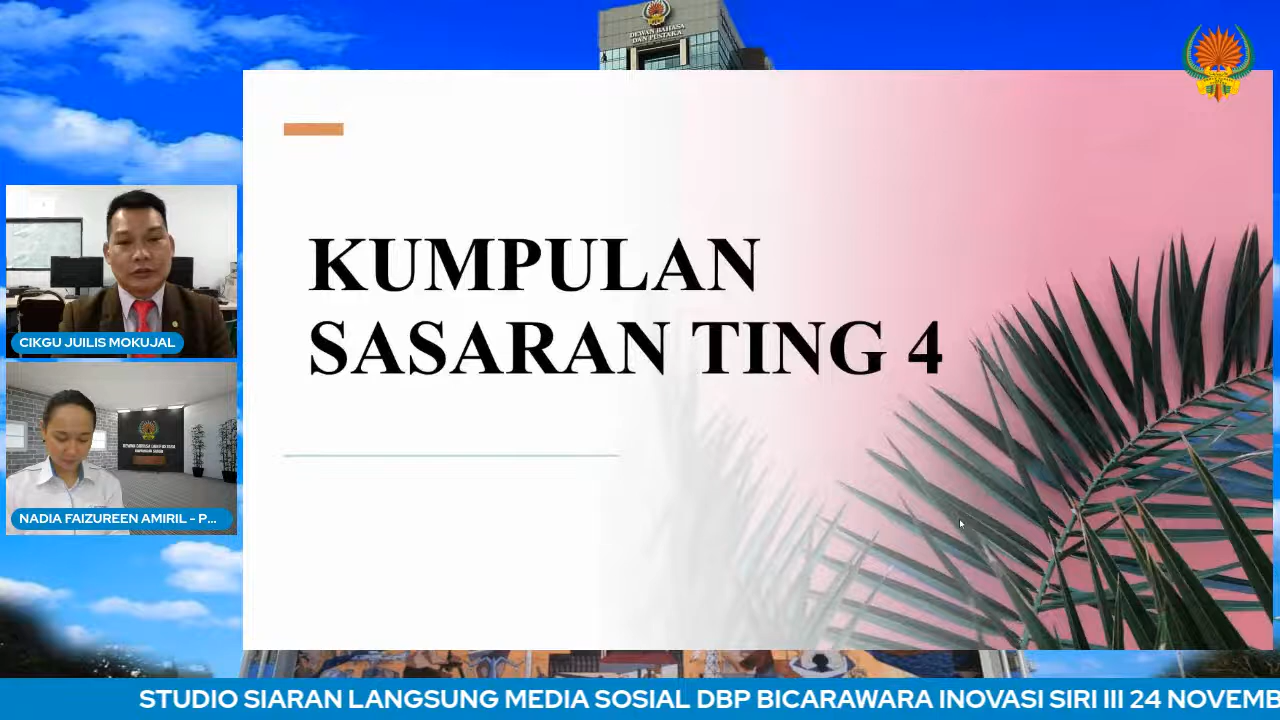 DEWAN BAHASA
DAN PUSTAKA
KUMPULAN
SASARAN TING 4
CIKGU JUILIS MOKUJAL
NADIA FAIZUREEN AMIRIL - P...
STUDIO SIARAN LANGSUNG MEDIA SOSIAL DBP BICARAWARA INOVASI SIRI III 24 NOVEMB